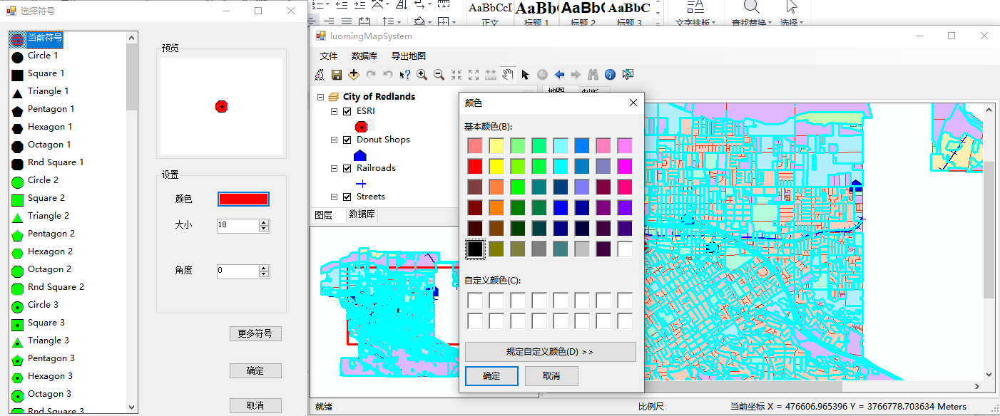 选择符号
当前符号
Circle 1
Square 1
Triangle 1
Pentagon 1
Hexagon 1
Octagon 1
Rnd Square 1
Circle 2
Square 2
Triangle 2
Pentagon 2
Hexagon 2
Octagon 2
Rnd Square 2
Circle 3
Square 3
Triangle 3
Pentagon 3
Hexagon 3
Octagon 3
Rnd Square 3
预览
设置
颜色
大小
18
角度
0
更多符号
确定
取消
AaBbCcI AaBb AaBb AaBbC
正文 标题 1 标题 2 标题 3 文字排版 查找替换 选择
luomingMapSystem
文件 数据库 导出地图
City of Redlands
ESRI
Donut Shops
Railroads
Streets
图层 数据库
地图 制版
颜色
基本颜色(B):
自定义颜色(C):
规定自定义颜色(D) >>
确定 取消
就绪 比例尺 当前坐标 X = 476606.965396 Y = 3766778.703634 Meters